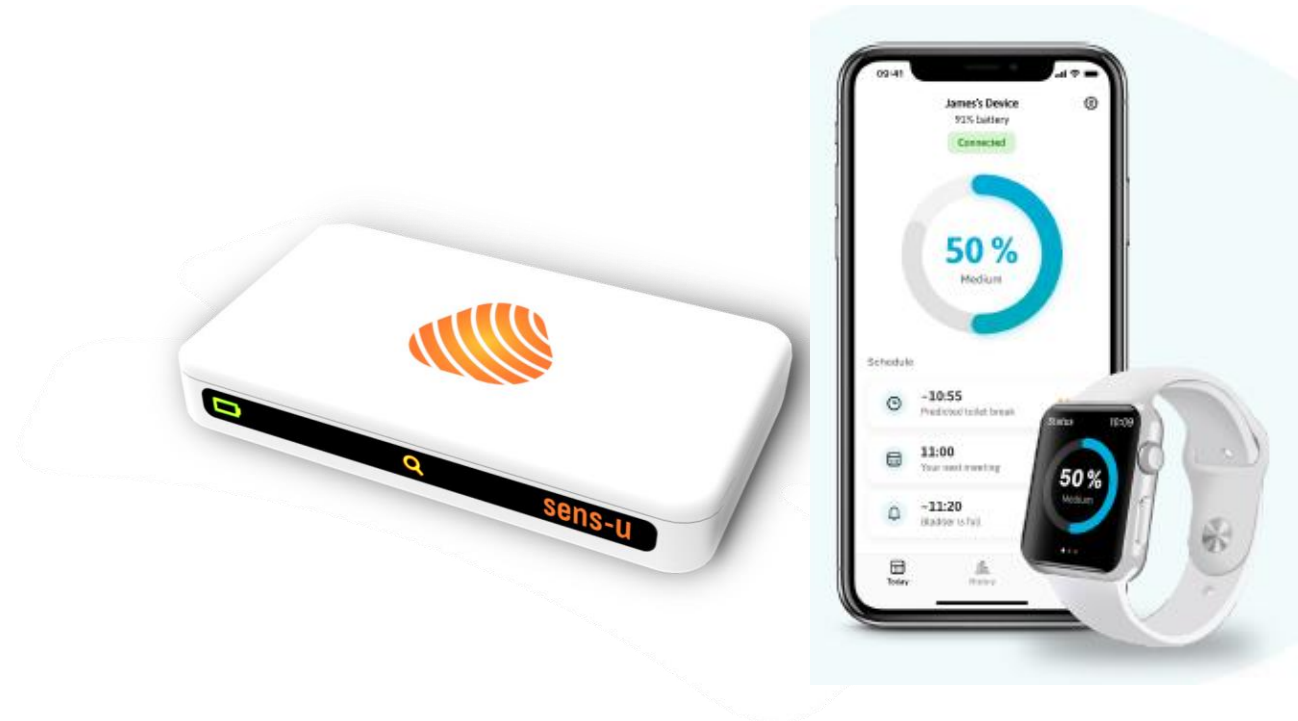 sens-u
09:41
James's Device
91% battery
Connected
50 %
Medium
Schedule
~10:55
Predicted toilet break
11:00
Your next meeting
~11:20
Bladder is full
Today
History
Status 10:09
50 %
Medium